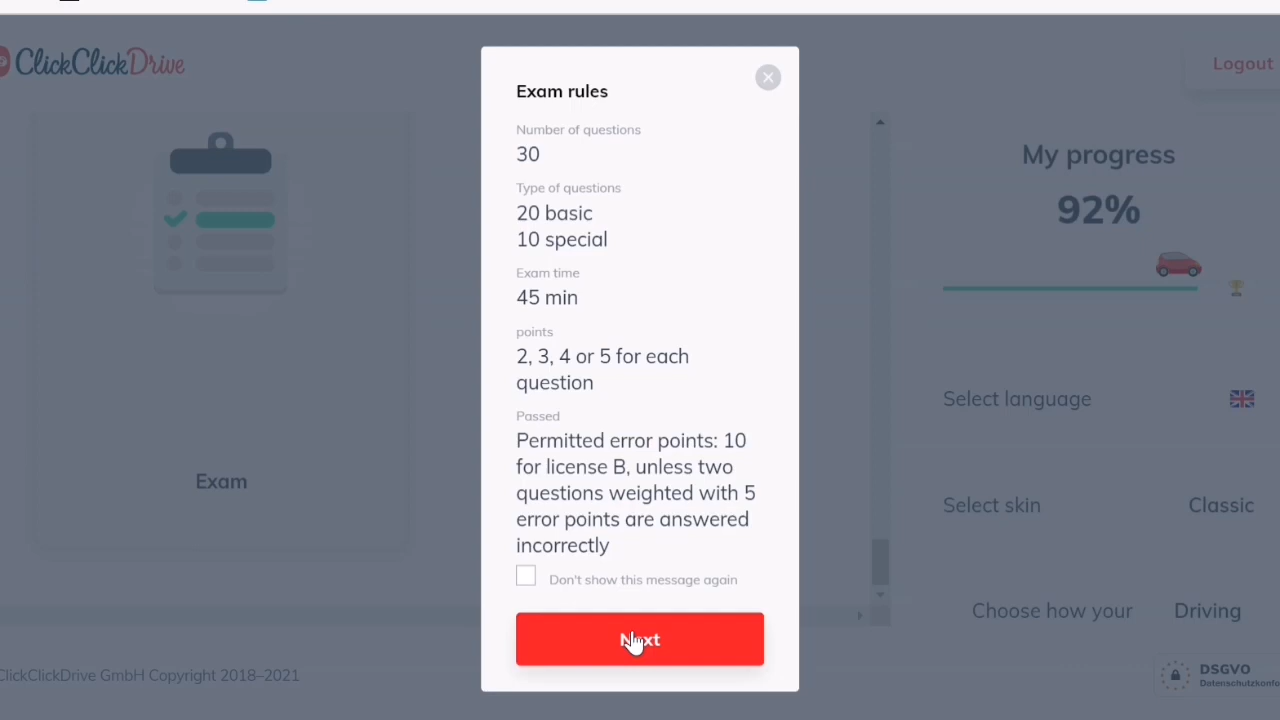 ClickClickDrive
Logout
Exam rules
Number of questions
30
Type of questions
20 basic
10 special
Exam time
45 min
points
2, 3, 4 or 5 for each
question
Passed
Permitted error points: 10
for license B, unless two
questions weighted with 5
error points are answered
incorrectly
Don't show this message again
Next
Exam
My progress
92%
Select language
Select skin Classic
Choose how your Driving
ClickClickDrive GmbH Copyright 2018–2021
DSGVO